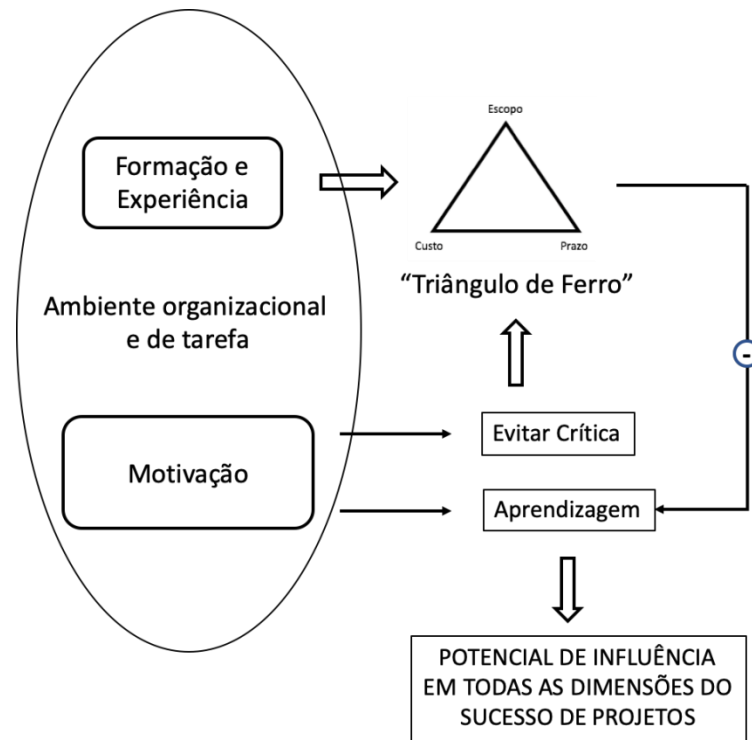 Formação e
Experiência
Ambiente organizacional
e de tarefa
Motivação
Escopo
Custo
Prazo
“Triângulo de Ferro”
-
Evitar Crítica
Aprendizagem
POTENCIAL DE INFLUÊNCIA
EM TODAS AS DIMENSÕES DO
SUCESSO DE PROJETOS